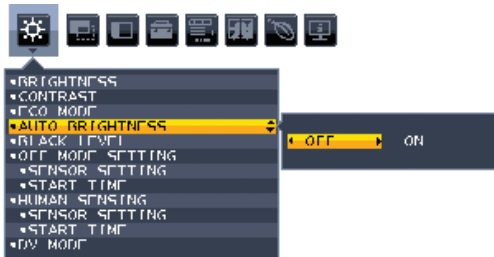 BRIGHTNESS
CONTRAST
ECO MODE
AUTO BRIGHTNESS
OFF ON
BLACK LEVEL
OFF MODE SETTING
SENSOR SETTING
START TIME
HUMAN SENSING
SENSOR SETTING
START TIME
DV MODE